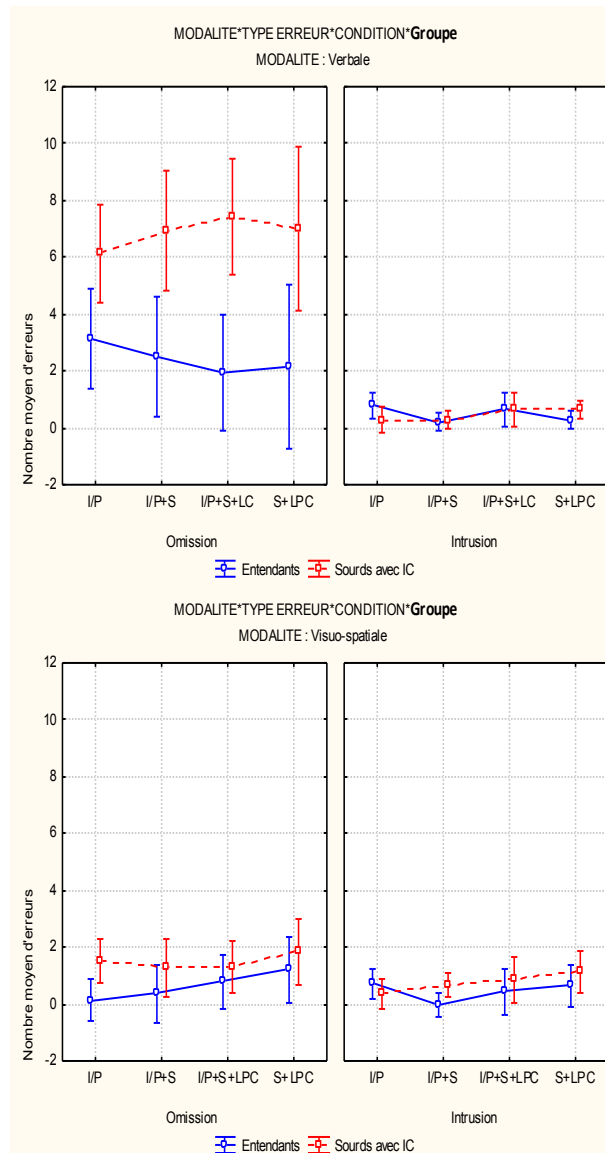 MODALITE*TYPE ERREUR*CONDITION*Groupe
MODALITE : Verbale
Nombre moyen d'erreurs
12
10
8
6
4
2
0
-2
I/P I/P+S I/P+S+LC S+LPC I/P I/P+S I/P+S+LC S+LPC
Omission Intrusion
Entendants Sourds avec IC
MODALITE*TYPE ERREUR*CONDITION*Groupe
MODALITE : Visuo-spatiale
Nombre moyen d'erreurs
12
10
8
6
4
2
0
-2
I/P I/P+S I/P+S+LPC S+LPC I/P I/P+S I/P+S+LPC S+LPC
Omission Intrusion
Entendants Sourds avec IC